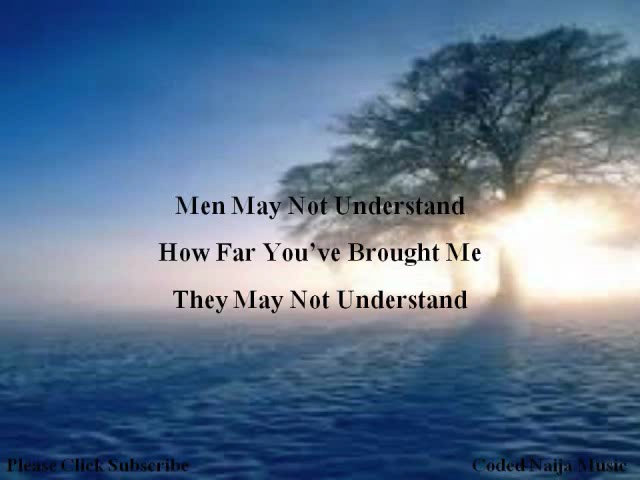 Men May Not Understand
How Far You’ve Brought Me
They May Not Understand
Please Click Subscribe
Coded Naija Music